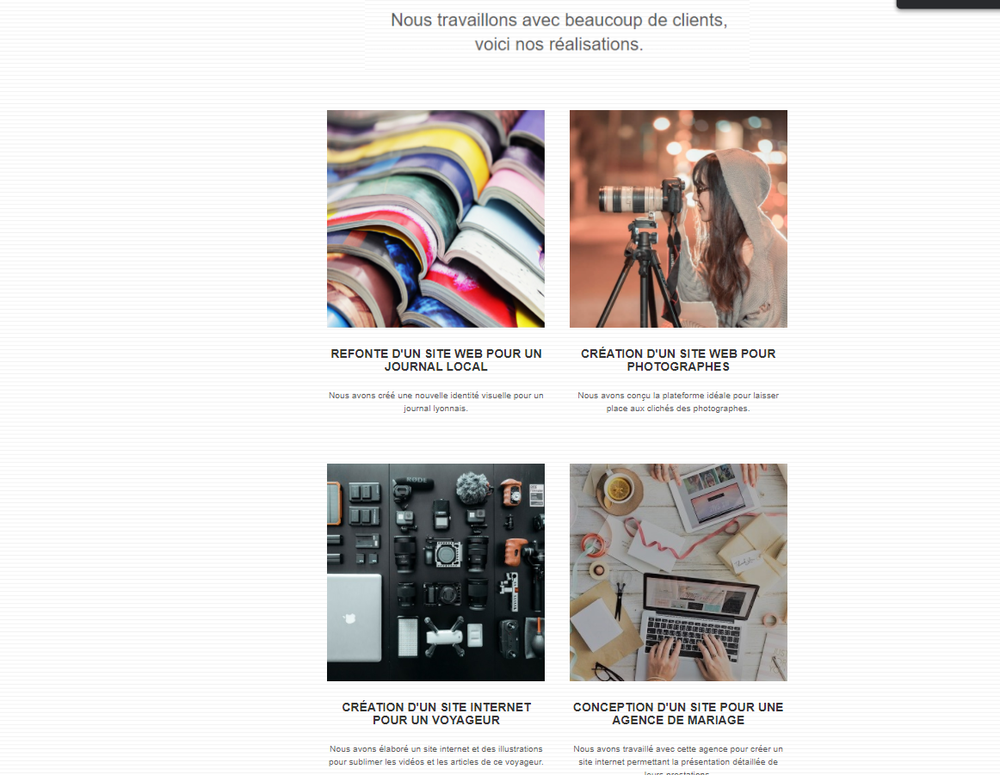 Nous travaillons avec beaucoup de clients,
voici nos réalisations.
REFONTE D'UN SITE WEB POUR UN
JOURNAL LOCAL
Nous avons créé une nouvelle identité visuelle pour un
journal lyonnais.
CRÉATION D'UN SITE WEB POUR
PHOTOGRAPHES
Nous avons conçu la plateforme idéale pour laisser
place aux clichés des photographes.
RODE
CRÉATION D'UN SITE INTERNET
POUR UN VOYAGEUR
Nous avons élaboré un site internet et des illustrations
pour sublimer les vidéos et les articles de ce voyageur.
CONCEPTION D'UN SITE POUR UNE
AGENCE DE MARIAGE
Nous avons travaillé avec cette agence pour créer un
site internet permettant la présentation détaillée de
leurs prestations.